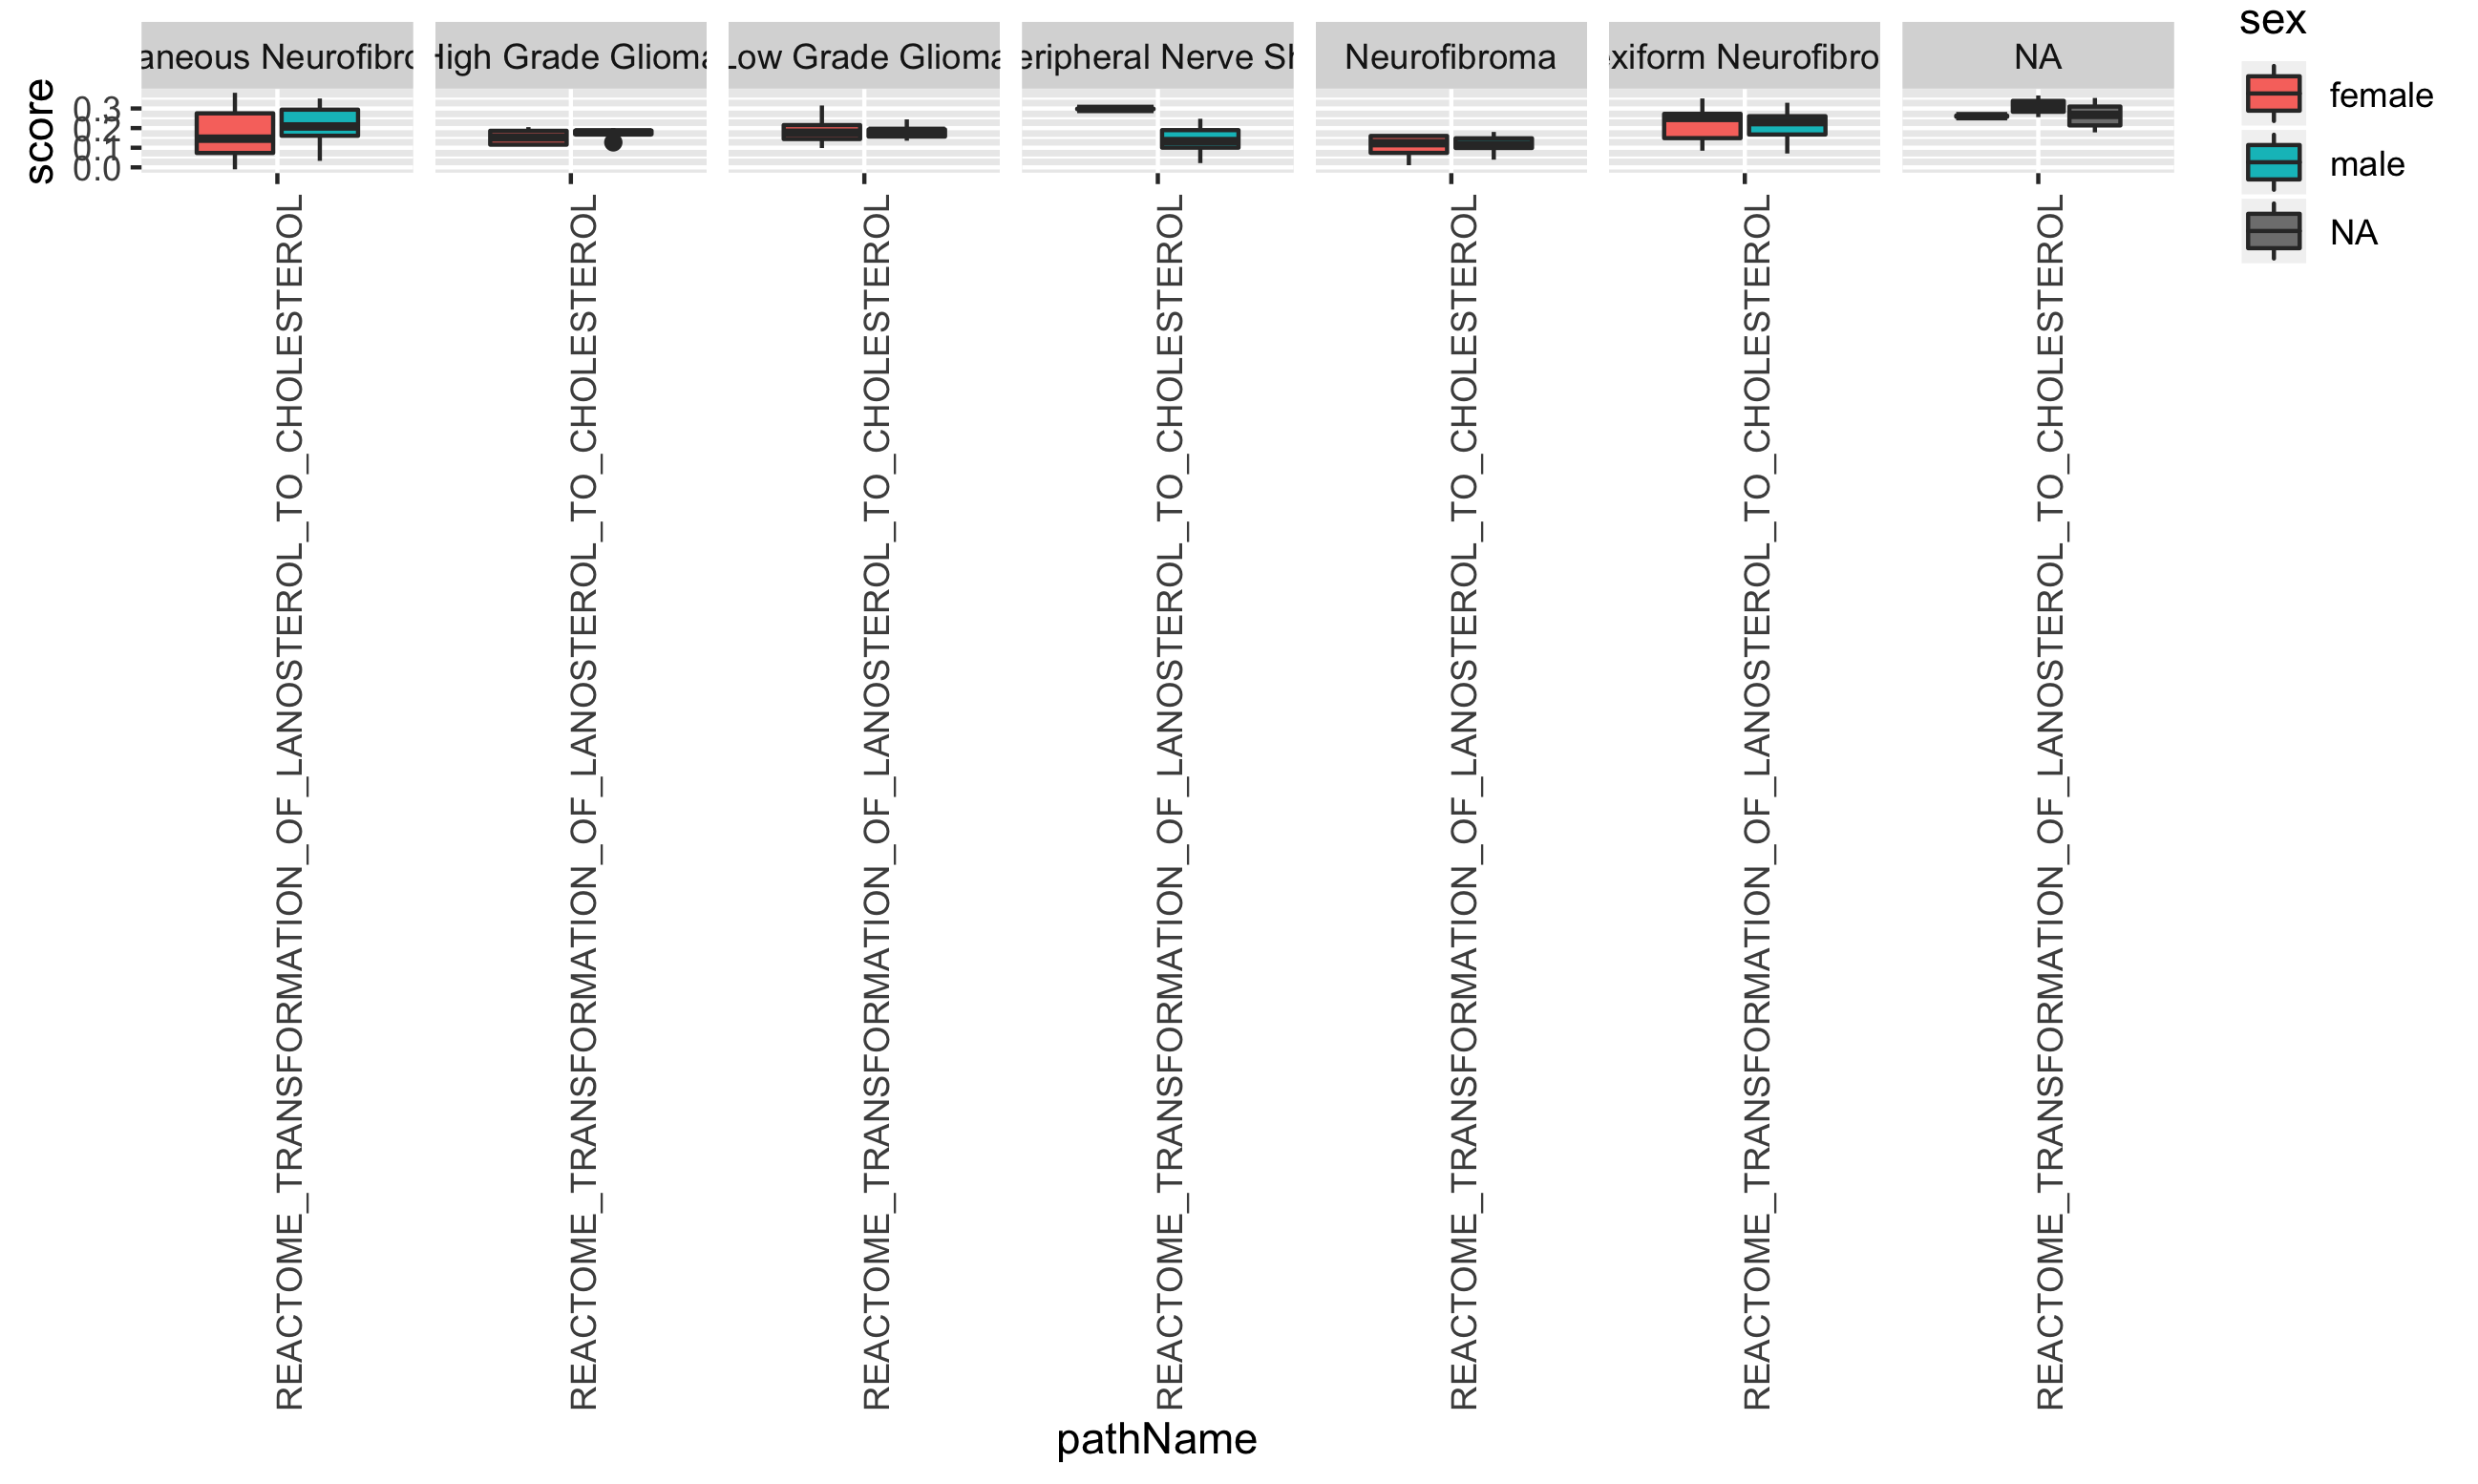 aneous Neurofibro
High Grade Glioma
Low Grade Glioma
eripheral Nerve Sh
Neurofibroma
exiform Neurofibro
NA
score
0.3
0.2
0.1
0.0
REACTOME_TRANSFORMATION_OF_LANOSTEROL_TO_CHOLESTEROL
REACTOME_TRANSFORMATION_OF_LANOSTEROL_TO_CHOLESTEROL
REACTOME_TRANSFORMATION_OF_LANOSTEROL_TO_CHOLESTEROL
REACTOME_TRANSFORMATION_OF_LANOSTEROL_TO_CHOLESTEROL
REACTOME_TRANSFORMATION_OF_LANOSTEROL_TO_CHOLESTEROL
REACTOME_TRANSFORMATION_OF_LANOSTEROL_TO_CHOLESTEROL
REACTOME_TRANSFORMATION_OF_LANOSTEROL_TO_CHOLESTEROL
pathName
sex
female
male
NA